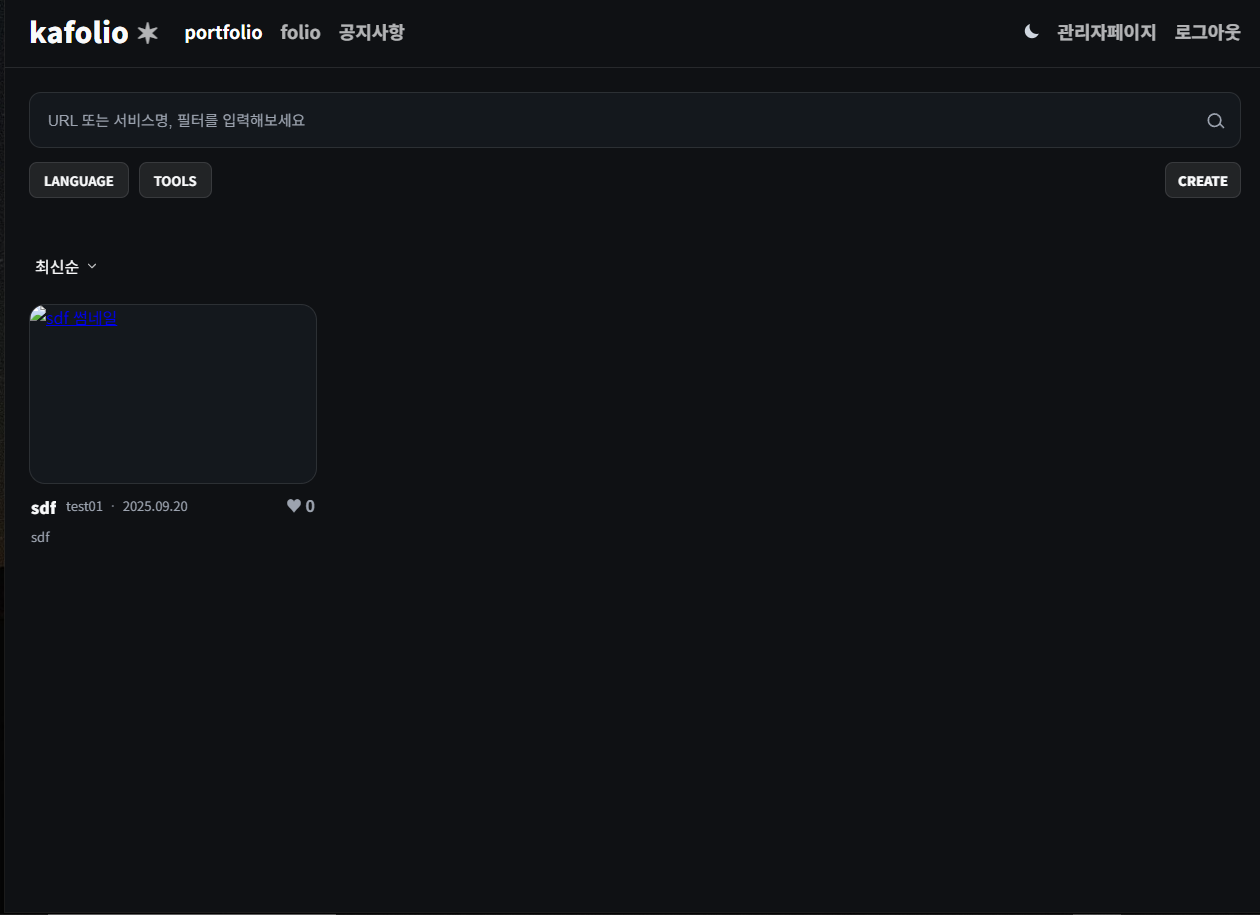 kafolio portfolio folio 공지사항 관리자페이지 로그아웃
URL 또는 서비스명, 필터를 입력해보세요
LANGUAGE TOOLS CREATE
최신순
sdf 썸네일
sdf test01 · 2025.09.20 0
sdf